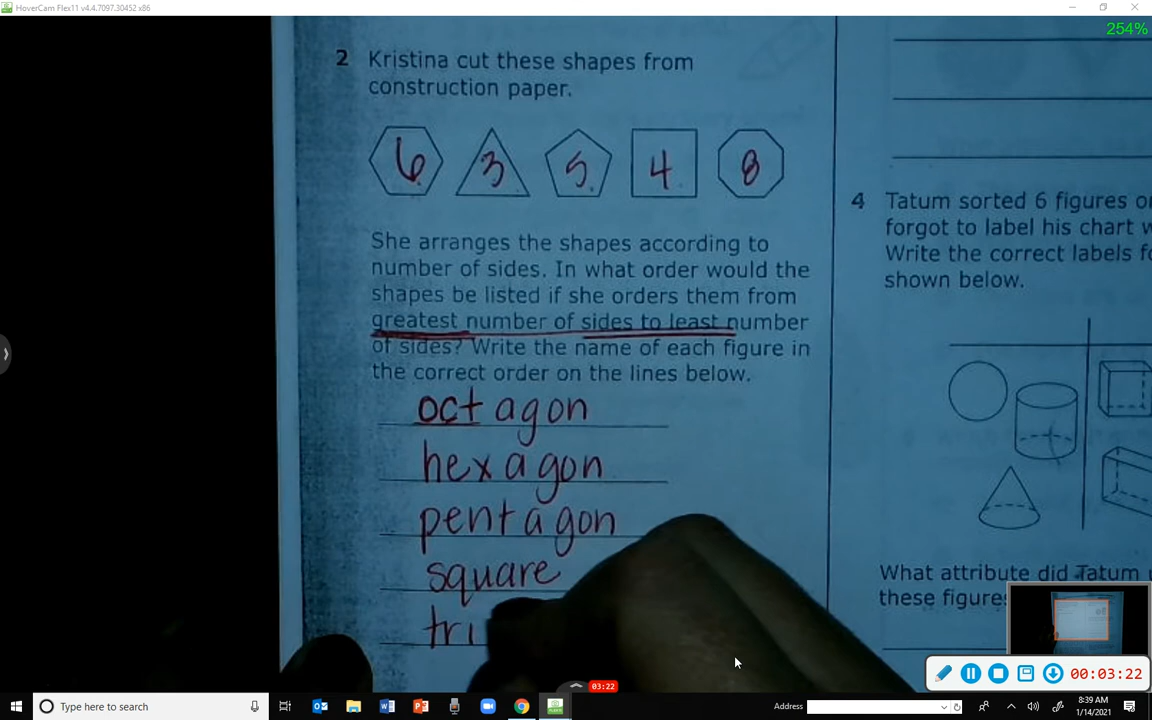 HoverCam Flex11 v4.4.7097.30452 x86
254%
2 Kristina cut these shapes from
construction paper.
6 3 5 4 8
She arranges the shapes according to
number of sides. In what order would the
shapes be listed if she orders them from
greatest number of sides to least number
of sides? Write the name of each figure in
the correct order on the lines below.
octagon
hexagon
pentagon
square
tri
4 Tatum sorted 6 figures
forgot to label his chart
Write the correct labels
shown below.
What attribute did Tatum
these figure
00:03:22
03:22
Type here to search
Address
8:39 AM
1/14/2021